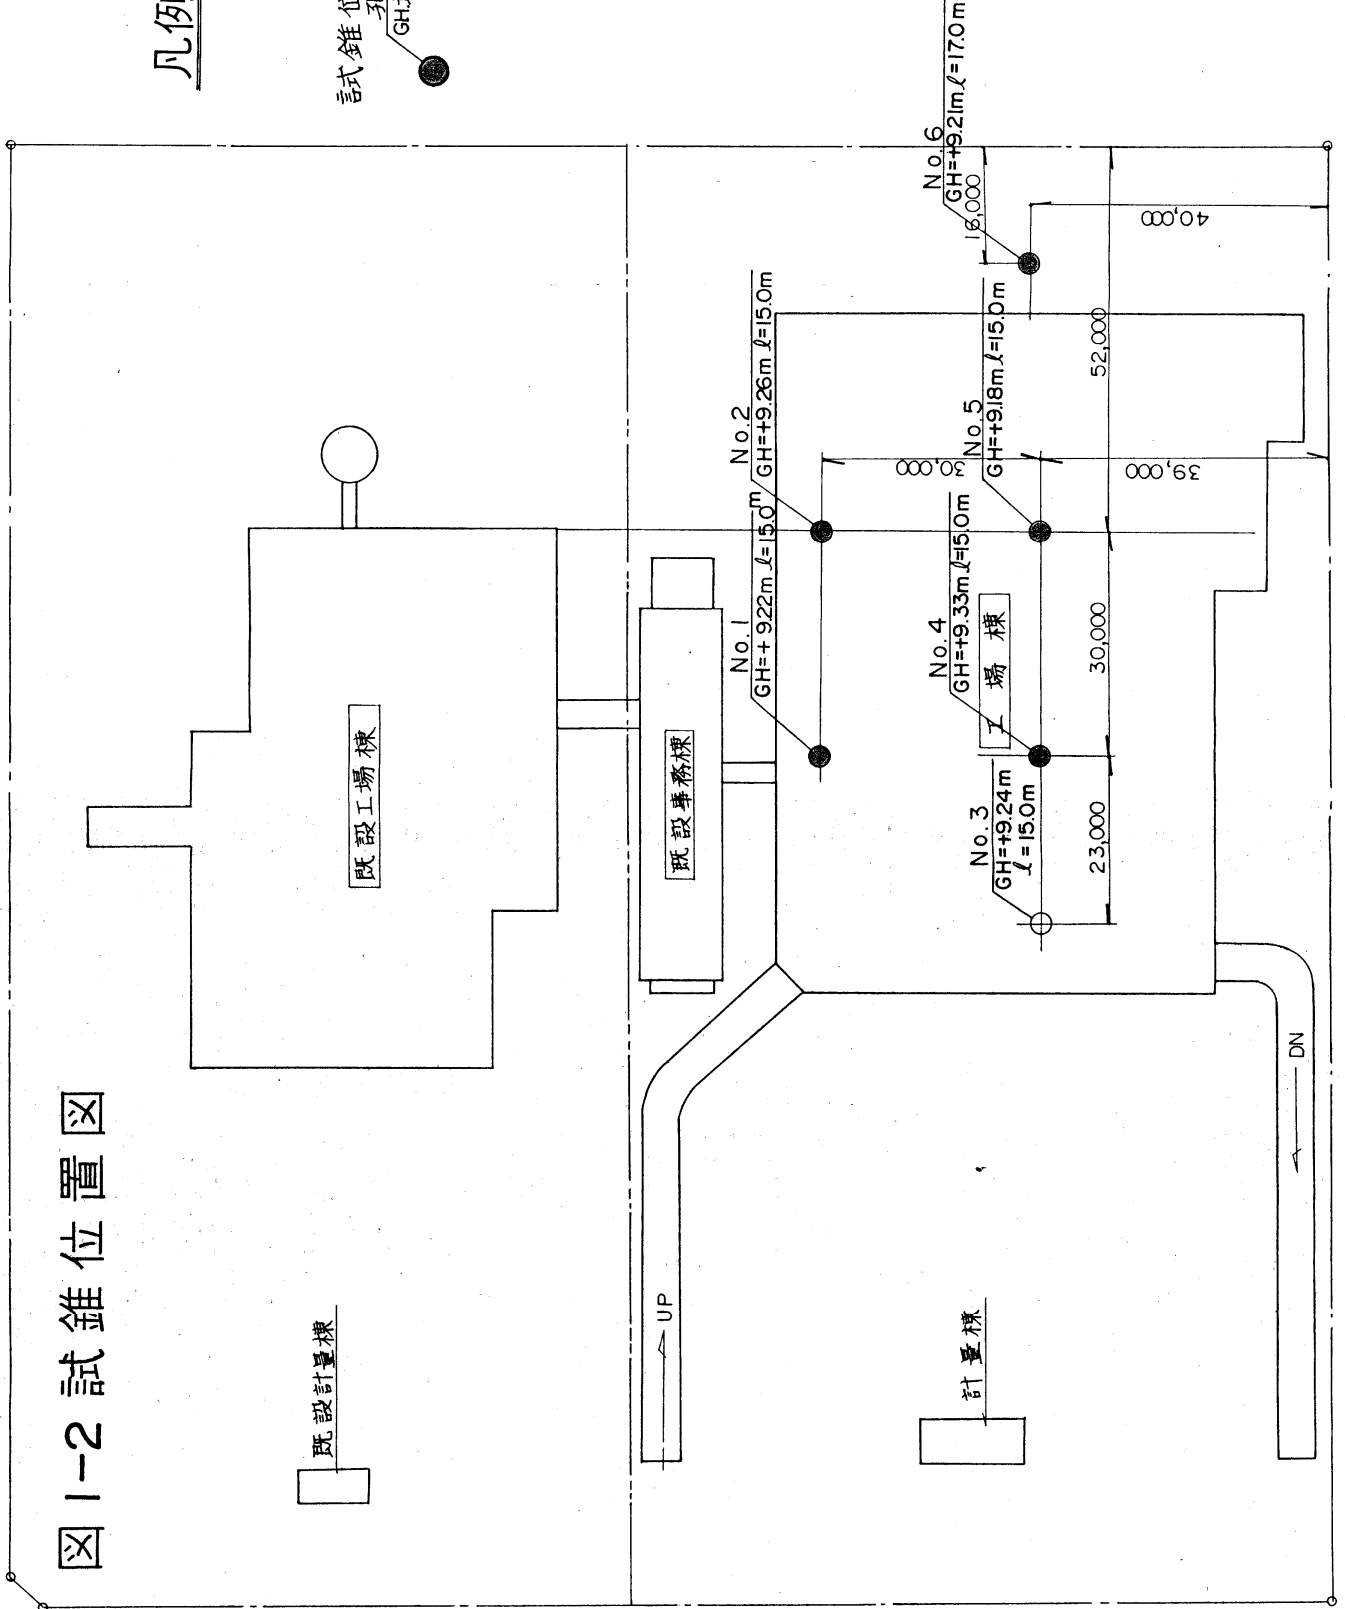 図1-2 試錐位置図
凡例
試錐位
GH=
既設工場棟
既設事務棟
既設計量棟
計量棟
工場棟
UP
DN
No.1
GH=+9.22m ℓ=15.0m
No.2
GH=+9.26m ℓ=15.0m
No.3
GH=+9.24m
ℓ=15.0m
No.4
GH=+9.33m ℓ=15.0m
No.5
GH=+9.18m ℓ=15.0m
No.6
GH=+9.21m ℓ=17.0m
16,000
40,000
52,000
30,000
39,000
30,000
23,000